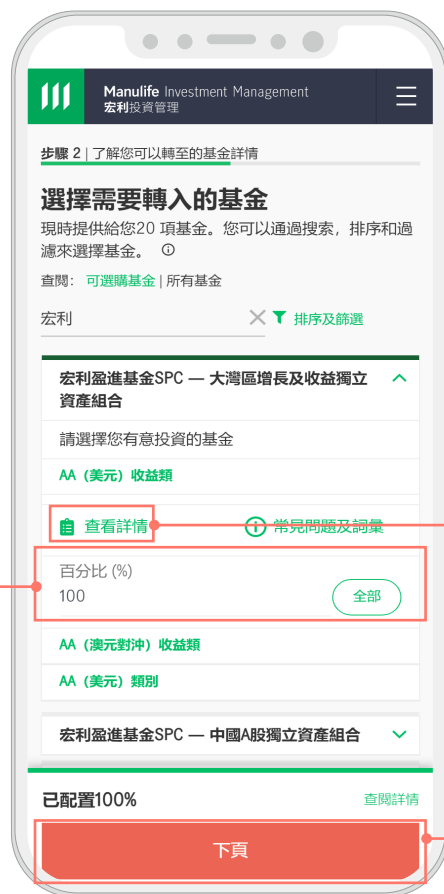 Manulife Investment Management
宏利投資管理
步驟 2 | 了解您可以轉至的基金詳情
選擇需要轉入的基金
現時提供給您20 項基金。您可以通過搜索，排序和過
濾來選擇基金。
查閱： 可選購基金 | 所有基金
宏利 排序及篩選
宏利盈進基金SPC — 大灣區增長及收益獨立
資產組合
請選擇您有意投資的基金
AA（美元）收益類
查看詳情 常見問題及詞彙
百分比 (%)
100 全部
AA（澳元對沖）收益類
AA（美元）類別
宏利盈進基金SPC — 中國A股獨立資產組合
已配置100% 查閱詳情
下頁